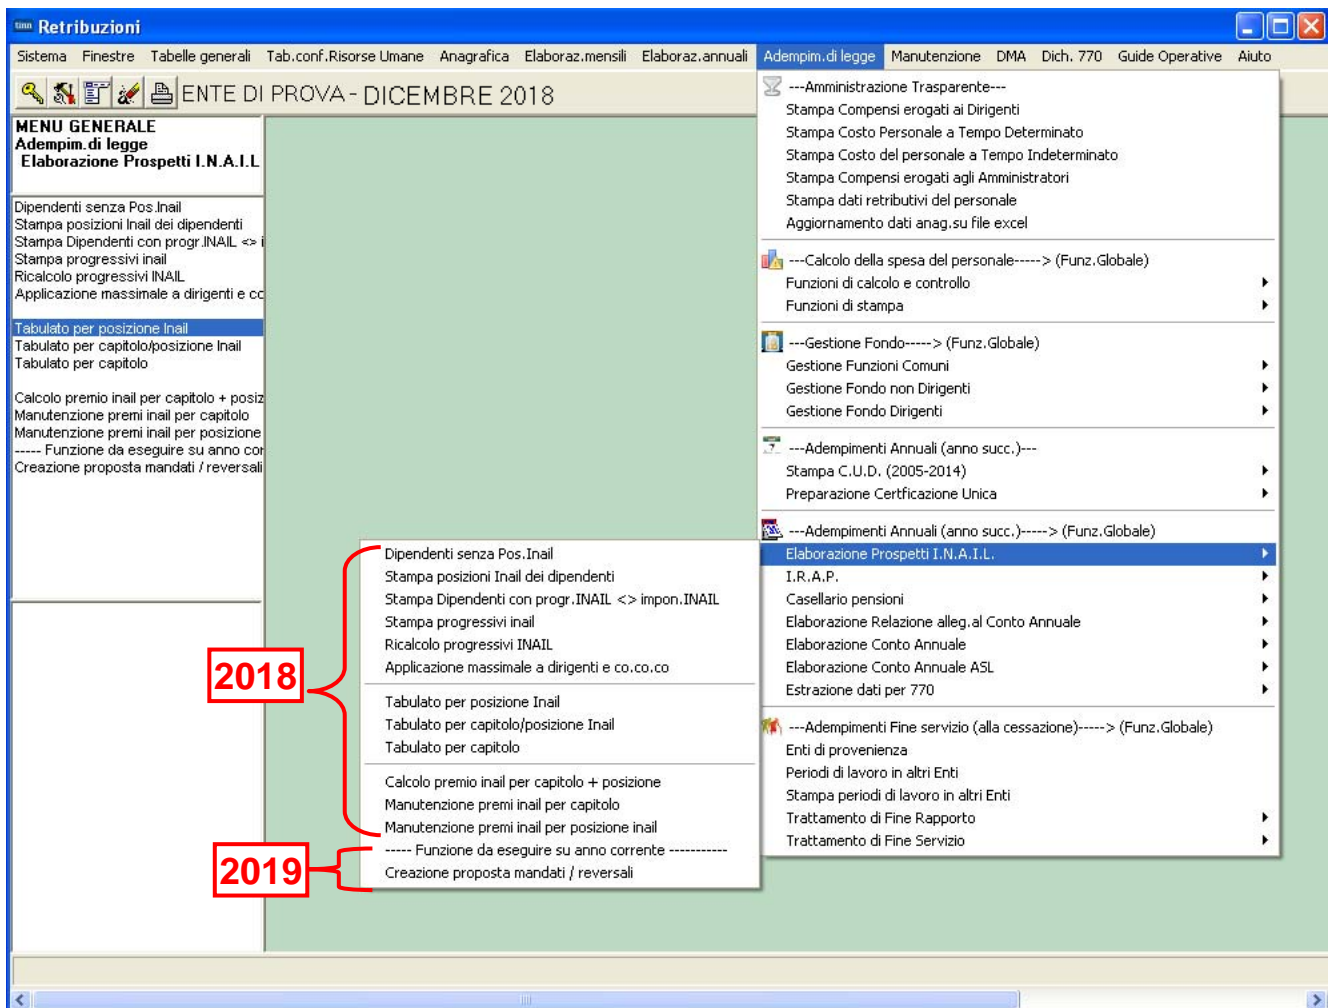 tinn Retribuzioni
Sistema Finestre Tabelle generali Tab.conf.Risorse Umane Anagrafica Elaboraz.mensili Elaboraz.annuali Adempim.di legge Manutenzione DMA Dich. 770 Guide Operative Aiuto
ENTE DI PROVA - DICEMBRE 2018
MENU GENERALE
Adempim.di legge
Elaborazione Prospetti I.N.A.I.L
Dipendenti senza Pos.Inail
Stampa posizioni Inail dei dipendenti
Stampa Dipendenti con progr.INAIL <> i
Stampa progressivi inail
Ricalcolo progressivi INAIL
Applicazione massimale a dirigenti e cc
Tabulato per posizione Inail
Tabulato per capitolo/posizione Inail
Tabulato per capitolo
Calcolo premio inail per capitolo + posiz
Manutenzione premi inail per capitolo
Manutenzione premi inail per posizione
----- Funzione da eseguire su anno cor
Creazione proposta mandati / reversali
---Amministrazione Trasparente---
Stampa Compensi erogati ai Dirigenti
Stampa Costo Personale a Tempo Determinato
Stampa Costo del personale a Tempo Indeterminato
Stampa Compensi erogati agli Amministratori
Stampa dati retributivi del personale
Aggiornamento dati anag.su file excel
---Calcolo della spesa del personale-----> (Funz.Globale)
Funzioni di calcolo e controllo
Funzioni di stampa
---Gestione Fondo-----> (Funz.Globale)
Gestione Funzioni Comuni
Gestione Fondo non Dirigenti
Gestione Fondo Dirigenti
---Adempimenti Annuali (anno succ.)---
Stampa C.U.D. (2005-2014)
Preparazione Certficazione Unica
---Adempimenti Annuali (anno succ.)-----> (Funz.Globale)
Elaborazione Prospetti I.N.A.I.L.
I.R.A.P.
Casellario pensioni
Elaborazione Relazione alleg.al Conto Annuale
Elaborazione Conto Annuale
Elaborazione Conto Annuale ASL
Estrazione dati per 770
---Adempimenti Fine servizio (alla cessazione)-----> (Funz.Globale)
Enti di provenienza
Periodi di lavoro in altri Enti
Stampa periodi di lavoro in altri Enti
Trattamento di Fine Rapporto
Trattamento di Fine Servizio
Dipendenti senza Pos.Inail
Stampa posizioni Inail dei dipendenti
Stampa Dipendenti con progr.INAIL <> impon.INAIL
Stampa progressivi inail
Ricalcolo progressivi INAIL
Applicazione massimale a dirigenti e co.co.co
Tabulato per posizione Inail
Tabulato per capitolo/posizione Inail
Tabulato per capitolo
Calcolo premio inail per capitolo + posizione
Manutenzione premi inail per capitolo
Manutenzione premi inail per posizione inail
----- Funzione da eseguire su anno corrente -----------
Creazione proposta mandati / reversali
2018
2019